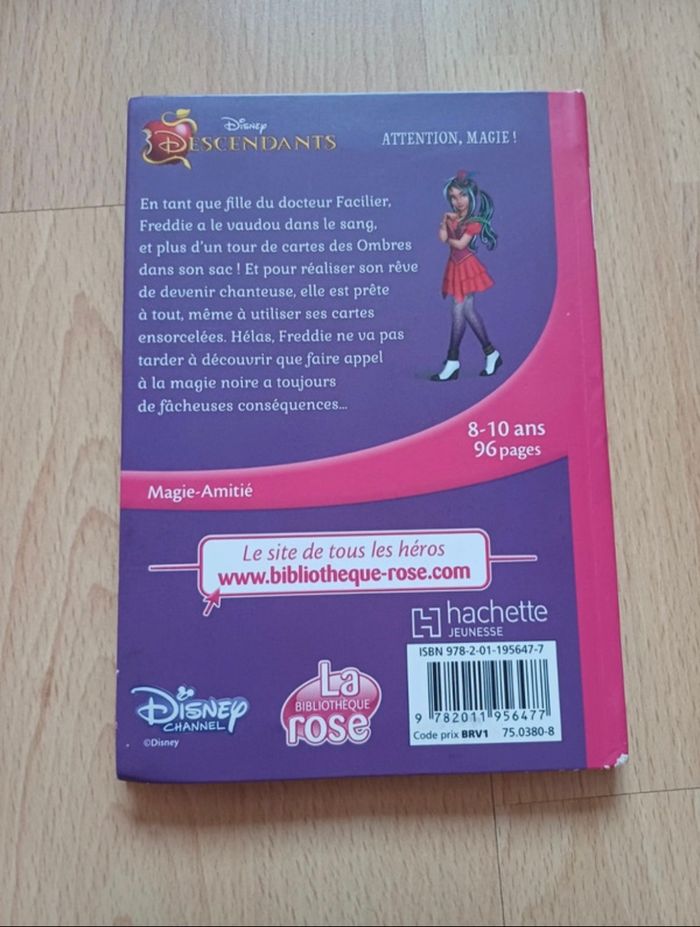 DISNEY
DESCENDANTS
ATTENTION, MAGIE !
En tant que fille du docteur Facilier,
Freddie a le vaudou dans le sang,
et plus d'un tour de cartes des Ombres
dans son sac ! Et pour réaliser son rêve
de devenir chanteuse, elle est prête
à tout, même à utiliser ses cartes
ensorcelées. Hélas, Freddie ne va pas
tarder à découvrir que faire appel
à la magie noire a toujours
de fâcheuses conséquences...
8-10 ans
96 pages
Magie-Amitié
Le site de tous les héros
www.bibliotheque-rose.com
hachette
JEUNESSE
ISBN 978-2-01-195647-7
9 782011 956477
Code prix BRV1 75.0380-8
DISNEY
CHANNEL
©Disney
La
BIBLIOTHÈQUE
rose